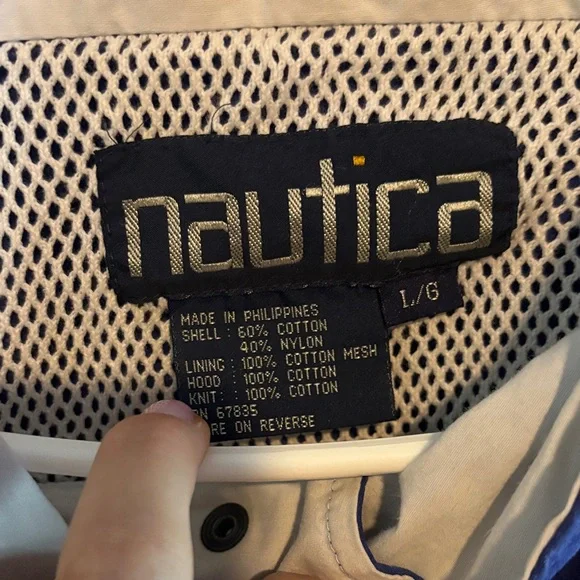 nautica
L/G
MADE IN PHILIPPINES
SHELL : 60% COTTON
40% NYLON
LINING : 100% COTTON MESH
HOOD : 100% COTTON
KNIT : 100% COTTON
67835
ON REVERSE